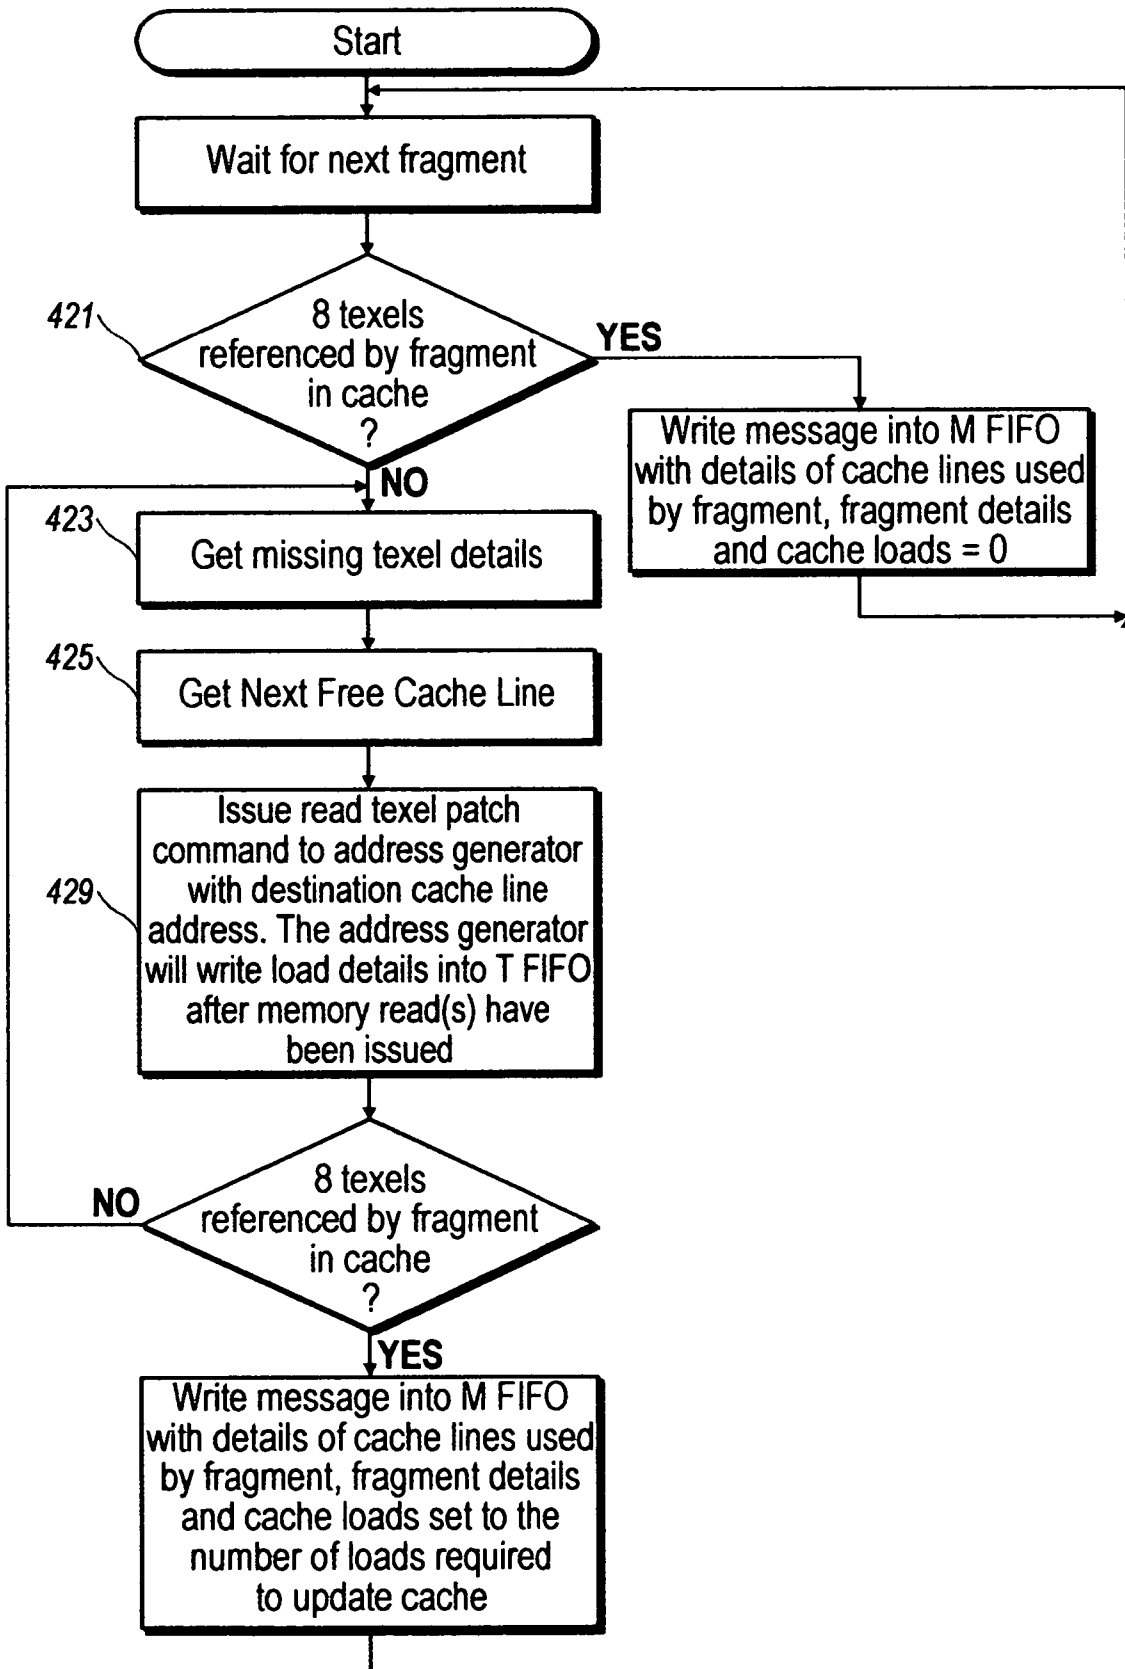 Start
Wait for next fragment
421
8 texels
referenced by fragment
in cache
?
YES
NO
Write message into M FIFO
with details of cache lines used
by fragment, fragment details
and cache loads = 0
423
Get missing texel details
425
Get Next Free Cache Line
429
Issue read texel patch
command to address generator
with destination cache line
address. The address generator
will write load details into T FIFO
after memory read(s) have
been issued
8 texels
referenced by fragment
in cache
?
NO
YES
Write message into M FIFO
with details of cache lines used
by fragment, fragment details
and cache loads set to the
number of loads required
to update cache